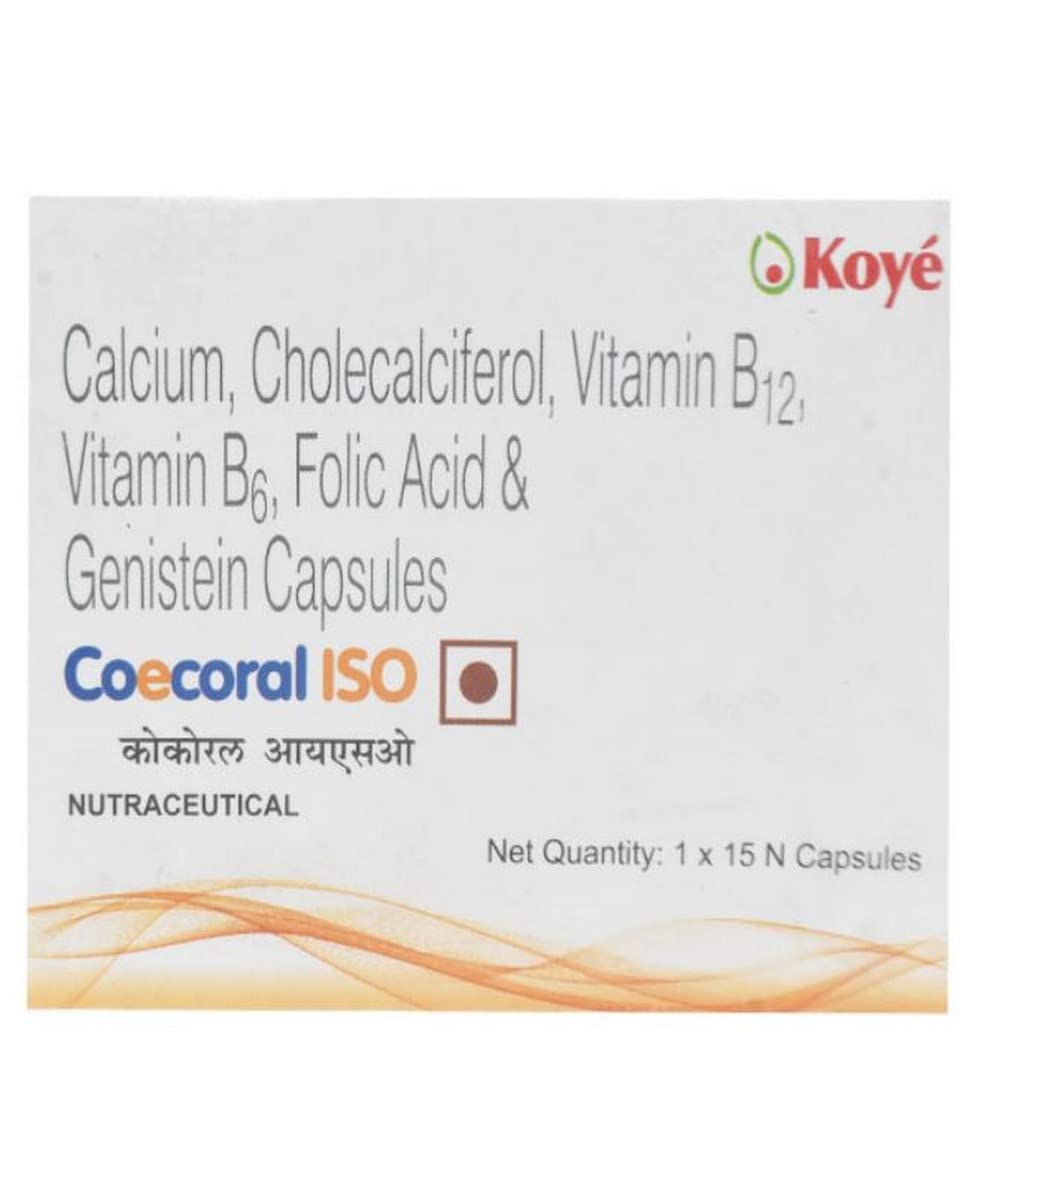 Koyé
Calcium, Cholecalciferol, Vitamin B12,
Vitamin B6, Folic Acid &
Genistein Capsules
Coecoral ISO
कोकोरल आयएसओ
NUTRACEUTICAL
Net Quantity: 1 x 15 N Capsules